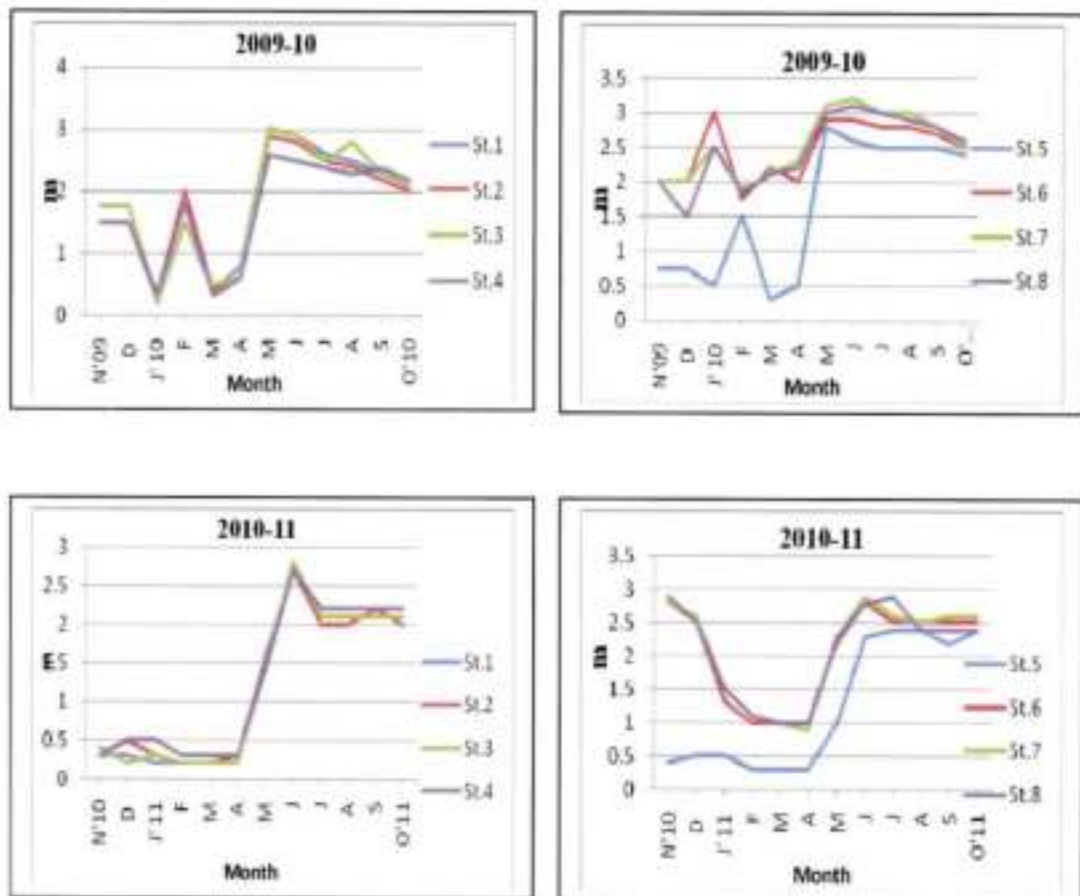 2009-10
4
3
2
1
0
m
N'09
D
J'10
F
M
A
M
J
J
A
S
O'10
Month
St.1
St.2
St.3
St.4
2009-10
3.5
3
2.5
2
1.5
1
0.5
0
m
N'09
D
J'10
F
M
A
M
J
J
A
S
O'...
Month
St.5
St.6
St.7
St.8
2010-11
3
2.5
2
1.5
1
0.5
0
m
N'10
D
J'11
F
M
A
M
J
J
A
S
O'11
Month
St.1
St.2
St.3
St.4
2010-11
3.5
3
2.5
2
1.5
1
0.5
0
m
N'10
D
J'11
F
M
A
M
J
J
A
S
O'11
Month
St.5
St.6
St.7
St.8